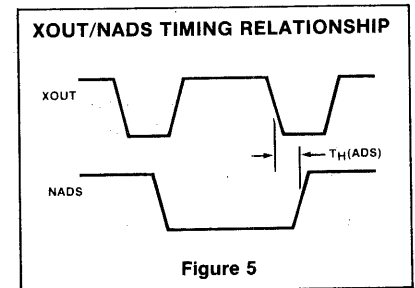 XOUT/NADS TIMING RELATIONSHIP
XOUT
TH(ADS)
NADS
Figure 5